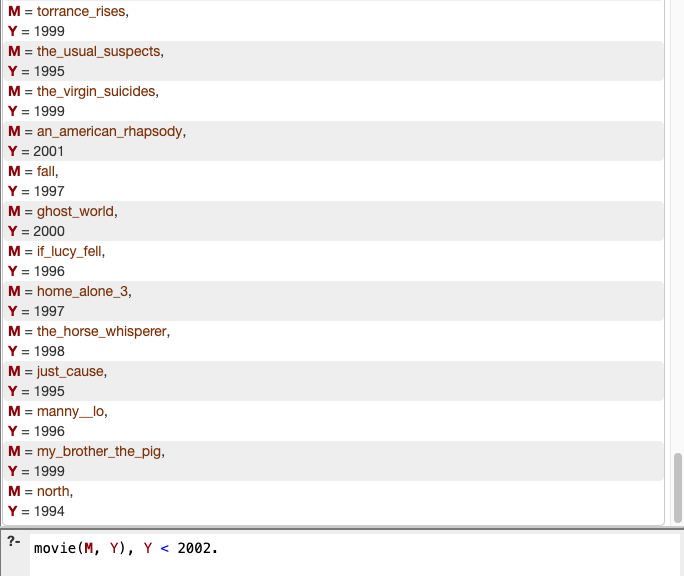 M = torrance_rises,
Y = 1999
M = the_usual_suspects,
Y = 1995
M = the_virgin_suicides,
Y = 1999
M = an_american_rhapsody,
Y = 2001
M = fall,
Y = 1997
M = ghost_world,
Y = 2000
M = if_lucy_fell,
Y = 1996
M = home_alone_3,
Y = 1997
M = the_horse_whisperer,
Y = 1998
M = just_cause,
Y = 1995
M = manny__lo,
Y = 1996
M = my_brother_the_pig,
Y = 1999
M = north,
Y = 1994
?- movie(M, Y), Y < 2002.